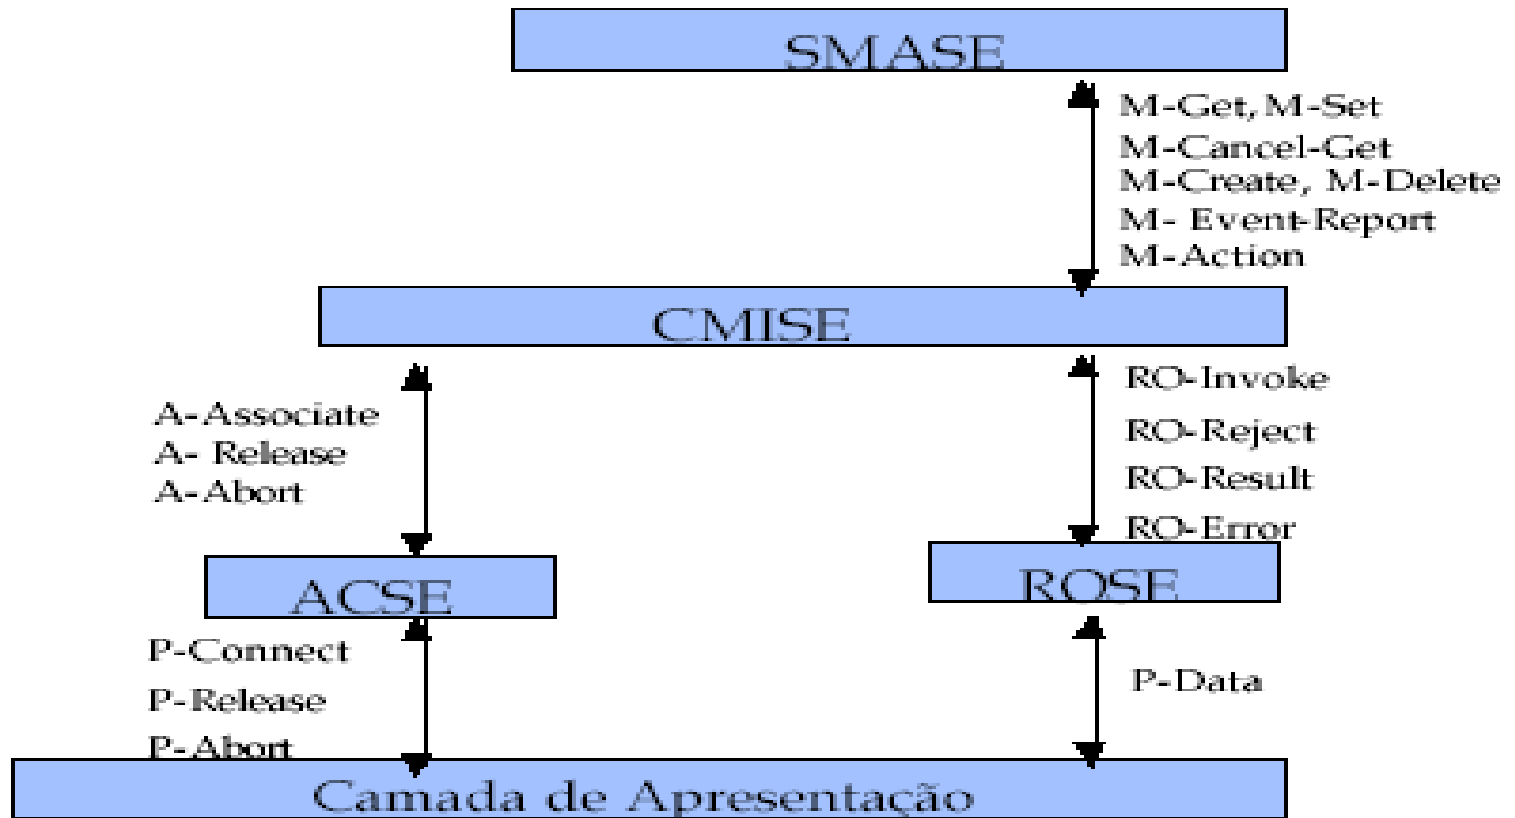 SMASE
M-Get, M-Set
M-Cancel-Get
M-Create, M-Delete
M- Event-Report
M-Action
CMISE
A-Associate
A- Release
A-Abort
RO-Invoke
RO-Reject
RO-Result
RO-Error
ACSE
ROSE
P-Connect
P-Release
P-Abort
P-Data
Camada de Apresentação